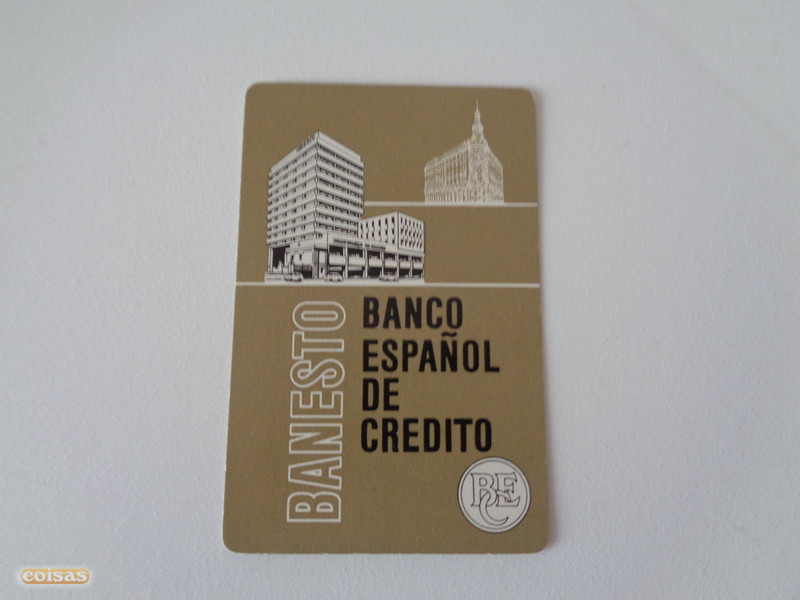 BANESTO
BANCO
ESPAÑOL
DE
CREDITO
BEC
coisas